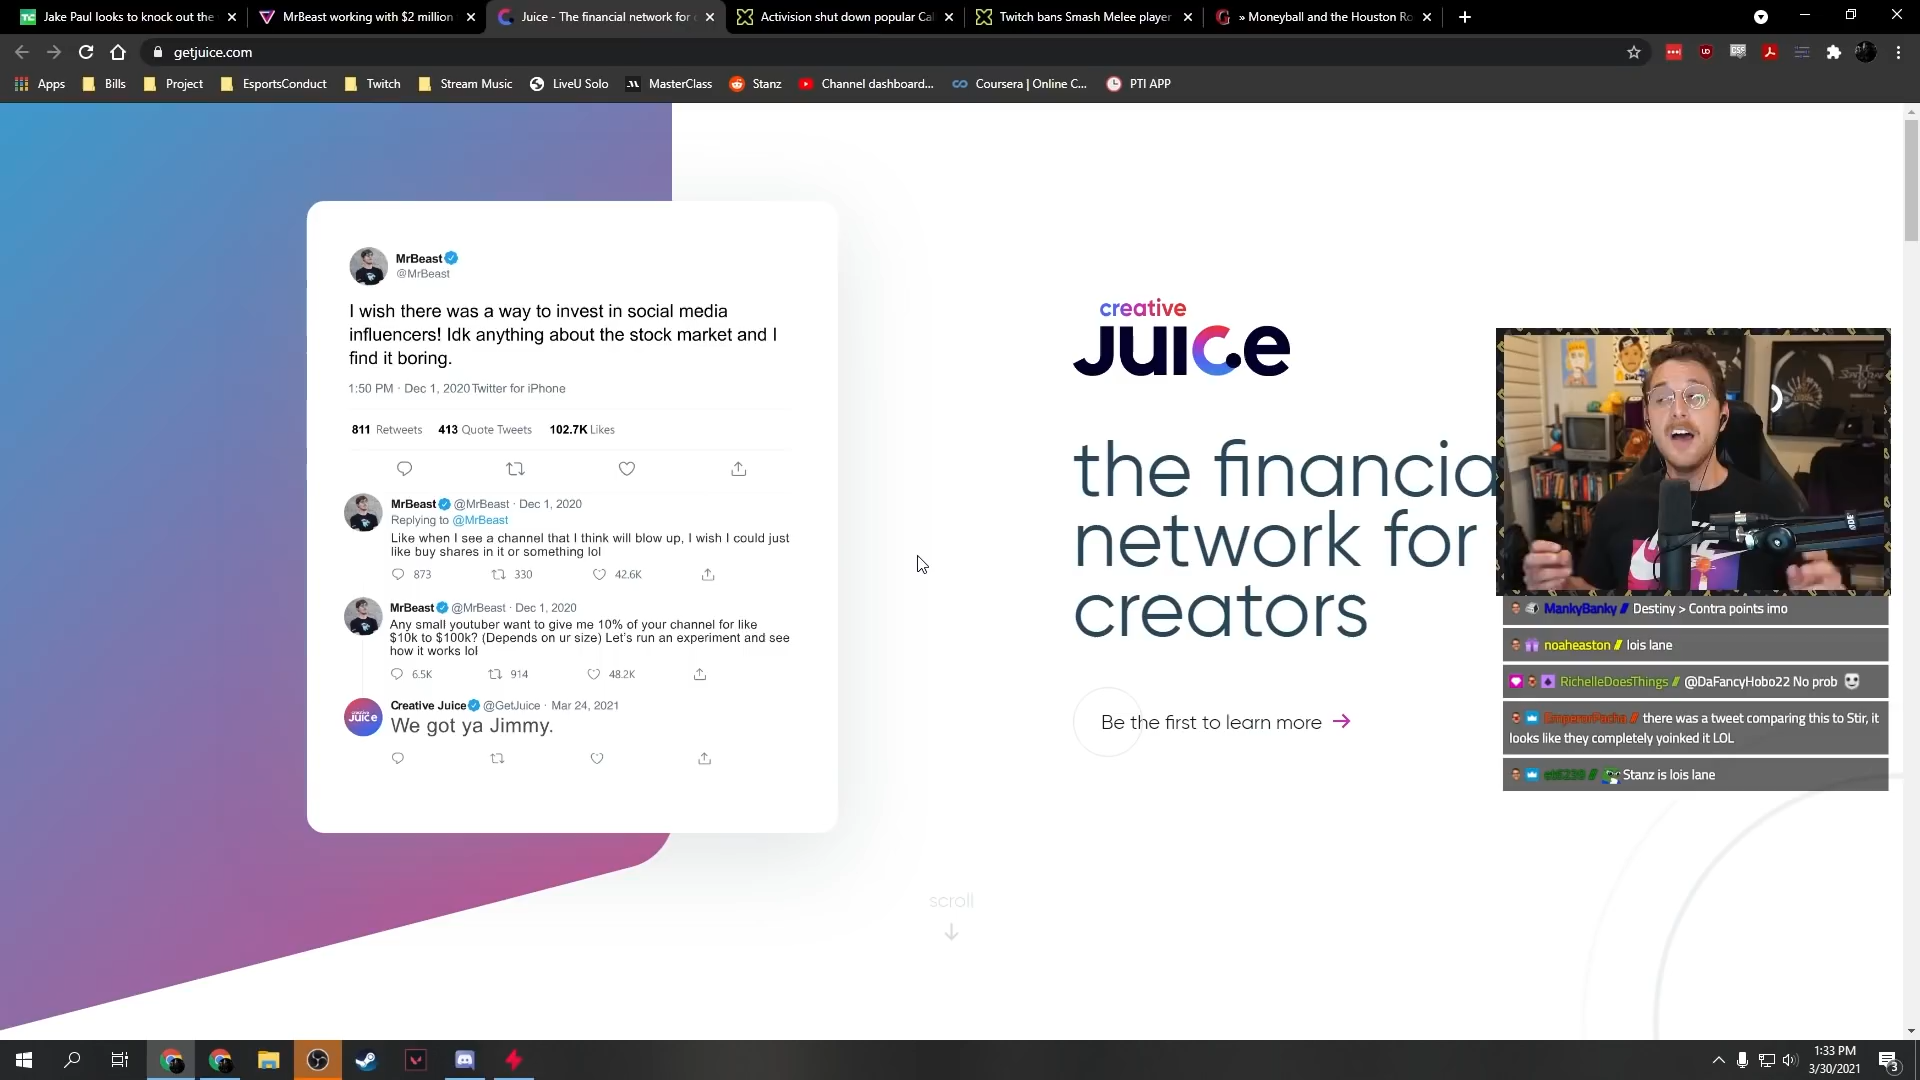 Jake Paul looks to knock out the
MrBeast working with $2 million
Juice - The financial network for c
Activision shut down popular Cal
Twitch bans Smash Melee player
» Moneyball and the Houston Ro
getjuice.com
Apps
Bills
Project
EsportsConduct
Twitch
Stream Music
LiveU Solo
MasterClass
Stanz
Channel dashboard...
Coursera | Online C...
PTI APP
MrBeast
@MrBeast
I wish there was a way to invest in social media
influencers! Idk anything about the stock market and I
find it boring.
1:50 PM · Dec 1, 2020 Twitter for iPhone
811 Retweets 413 Quote Tweets 102.7K Likes
MrBeast @MrBeast · Dec 1, 2020
Replying to @MrBeast
Like when I see a channel that I think will blow up, I wish I could just
like buy shares in it or something lol
873 330 42.6K
MrBeast @MrBeast · Dec 1, 2020
Any small youtuber want to give me 10% of your channel for like
$10k to $100k? (Depends on ur size) Let's run an experiment and see
how it works lol
6.5K 914 48.2K
creative
JUICE
Creative Juice @GetJuice · Mar 24, 2021
We got ya Jimmy.
creative
JUIC.e
the financia
network for
creators
Be the first to learn more →
scroll
MankyBanky // Destiny > Contra points imo
noaheaston // lois lane
RichelleDoesThings // @DaFancyHobo22 No prob
EmperorPacha // there was a tweet comparing this to Stir, it
looks like they completely yoinked it LOL
Stanz is lois lane
1:33 PM
3/30/2021
3